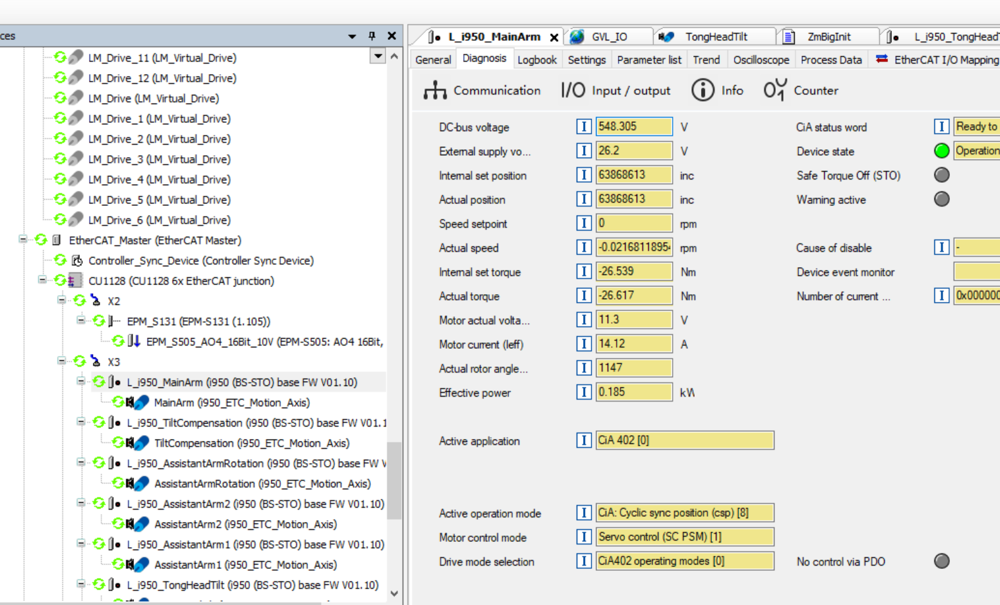 ces
LM_Drive_11 (LM_Virtual_Drive)
LM_Drive_12 (LM_Virtual_Drive)
LM_Drive (LM_Virtual_Drive)
LM_Drive_1 (LM_Virtual_Drive)
LM_Drive_2 (LM_Virtual_Drive)
LM_Drive_3 (LM_Virtual_Drive)
LM_Drive_4 (LM_Virtual_Drive)
LM_Drive_5 (LM_Virtual_Drive)
LM_Drive_6 (LM_Virtual_Drive)
EtherCAT_Master (EtherCAT Master)
Controller_Sync_Device (Controller Sync Device)
CU1128 (CU1128 6x EtherCAT junction)
X2
EPM_S131 (EPM-S131 (1.105))
EPM_S505_AO4_16Bit_10V (EPM-S505: AO4 16Bit,
X3
L_i950_MainArm (i950 (BS-STO) base FW V01.10)
MainArm (i950_ETC_Motion_Axis)
L_i950_TiltCompensation (i950 (BS-STO) base FW V01.1
TiltCompensation (i950_ETC_Motion_Axis)
L_i950_AssistantArmRotation (i950 (BS-STO) base FW V
AssistantArmRotation (i950_ETC_Motion_Axis)
L_i950_AssistantArm2 (i950 (BS-STO) base FW V01.10)
AssistantArm2 (i950_ETC_Motion_Axis)
L_i950_AssistantArm1 (i950 (BS-STO) base FW V01.10)
AssistantArm1 (i950_ETC_Motion_Axis)
L_i950_TongHeadTilt (i950 (BS-STO) base FW V01.10)
L_i950_MainArm GVL_IO TongHeadTilt ZmBigInit L_i950_TongHeadT
General Diagnosis Logbook Settings Parameter list Trend Oscilloscope Process Data EtherCAT I/O Mapping
Communication I/O Input / output Info Counter
DC-bus voltage I 548.305 V CiA status word I Ready to
External supply vo... I 26.2 V Device state Operation
Internal set position I 63868613 inc Safe Torque Off (STO)
Actual position I 63868613 inc Warning active
Speed setpoint I 0 rpm
Actual speed I -0.0216811895 rpm Cause of disable I -
Internal set torque I -26.539 Nm Device event monitor
Actual torque I -26.617 Nm Number of current ... I 0x000000
Motor actual volta... I 11.3 V
Motor current (Ieff) I 14.12 A
Actual rotor angle... I 1147
Effective power I 0.185 kW
Active application I CiA 402 [0]
Active operation mode I CiA: Cyclic sync position (csp) [8]
Motor control mode I Servo control (SC PSM) [1]
Drive mode selection I CiA402 operating modes [0] No control via PDO